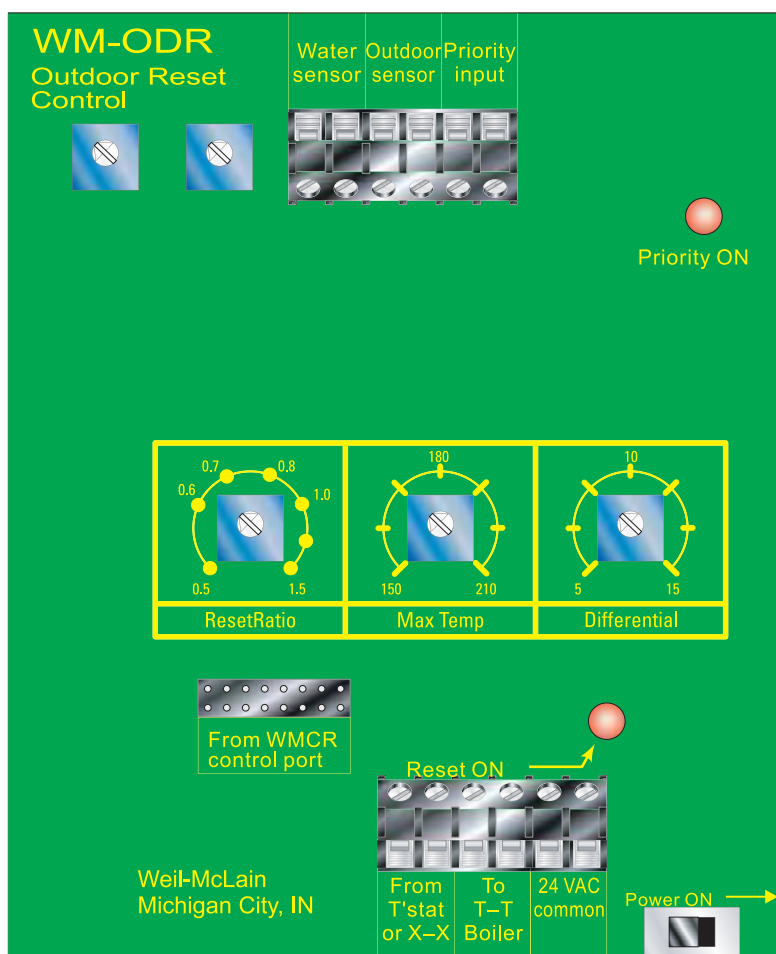 WM-ODR
Outdoor Reset
Control
Water
sensor
Outdoor
sensor
Priority
input
Priority ON
0.5
0.6
0.7
0.8
1.0
1.5
ResetRatio
150
180
210
Max Temp
5
10
15
Differential
From WMCR
control port
Reset ON
Weil-McLain
Michigan City, IN
From
T'stat
or X–X
To
T–T
Boiler
24 VAC
common
Power ON